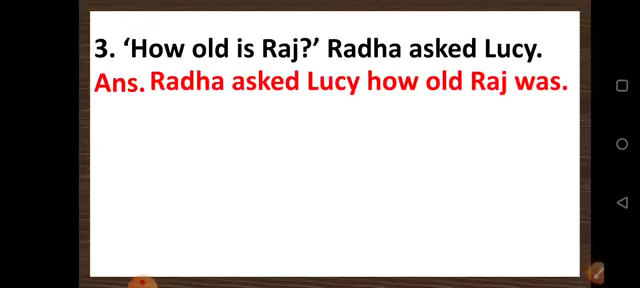 3. ‘How old is Raj?’ Radha asked Lucy.
Ans. Radha asked Lucy how old Raj was.